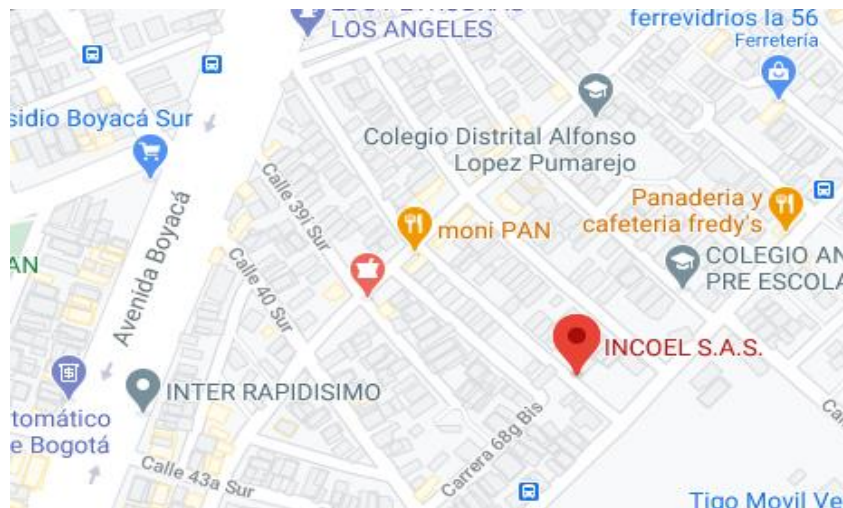 LOS ANGELES
ferrevidrios la 56
Ferretería
sidio Boyacá Sur
Colegio Distrital Alfonso
Lopez Pumarejo
Calle 39i Sur
Panaderia y
cafeteria fredy's
moni PAN
Avenida Boyacá
Calle 40 Sur
AN
COLEGIO AN
PRE ESCOLA
INCOEL S.A.S.
INTER RAPIDISIMO
tomático
e Bogotá
Carrera 68g Bis
Ca
Calle 43a Sur
Tigo Movil Ve